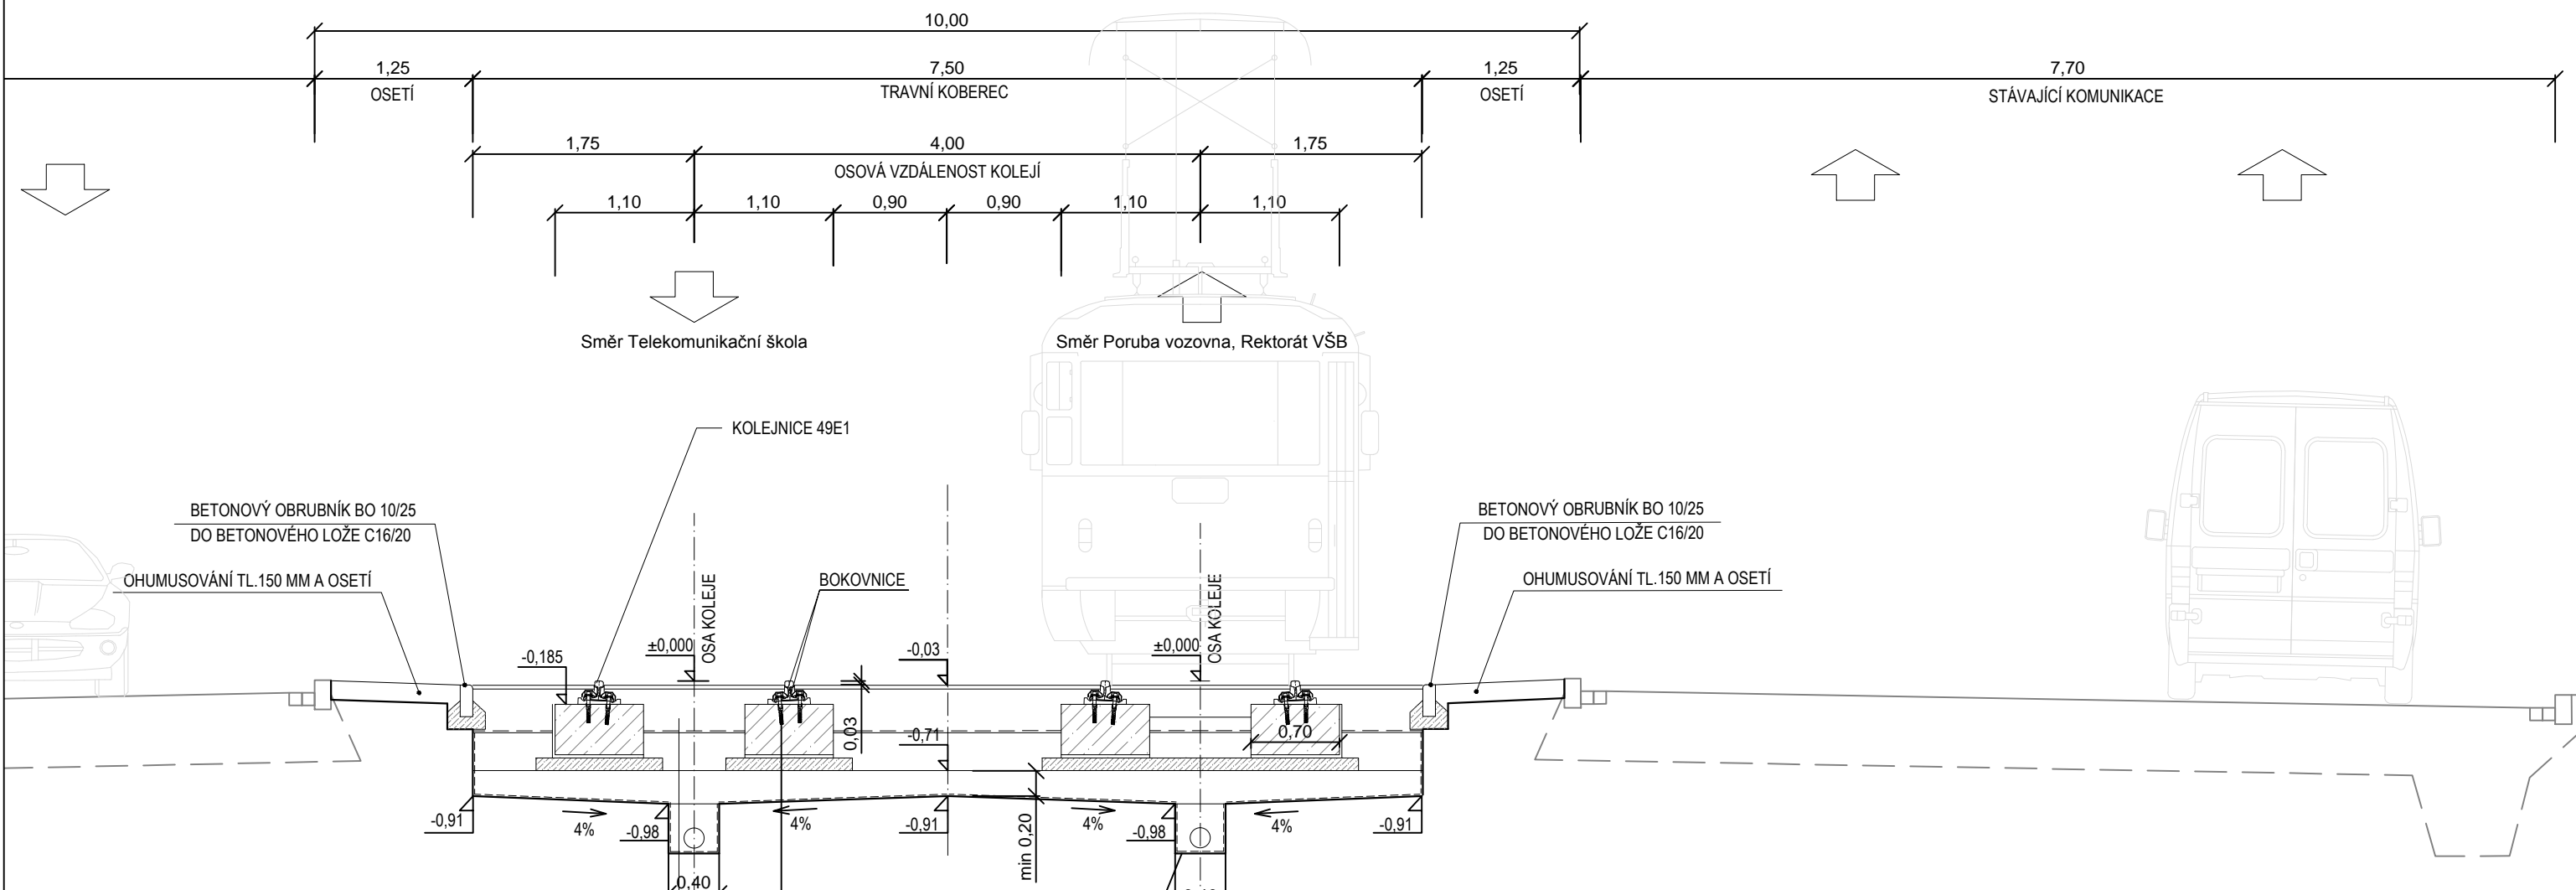 10,00
1,25
7,50
1,25
7,70
OSETÍ
TRAVNÍ KOBEREC
OSETÍ
STÁVAJÍCÍ KOMUNIKACE
1,75
4,00
1,75
OSOVÁ VZDÁLENOST KOLEJÍ
1,10
1,10
0,90
0,90
1,10
1,10
Směr Telekomunikační škola
Směr Poruba vozovna, Rektorát VŠB
KOLEJNICE 49E1
BETONOVÝ OBRUBNÍK BO 10/25
DO BETONOVÉHO LOŽE C16/20
BETONOVÝ OBRUBNÍK BO 10/25
DO BETONOVÉHO LOŽE C16/20
OHUMUSOVÁNÍ TL.150 MM A OSETÍ
BOKOVNICE
OHUMUSOVÁNÍ TL.150 MM A OSETÍ
OSA KOLEJE
OSA KOLEJE
-0,185
±0,000
-0,03
±0,000
0,03
-0,71
0,70
-0,91
4%
-0,98
4%
-0,91
4%
-0,98
4%
-0,91
min 0,20
0,40